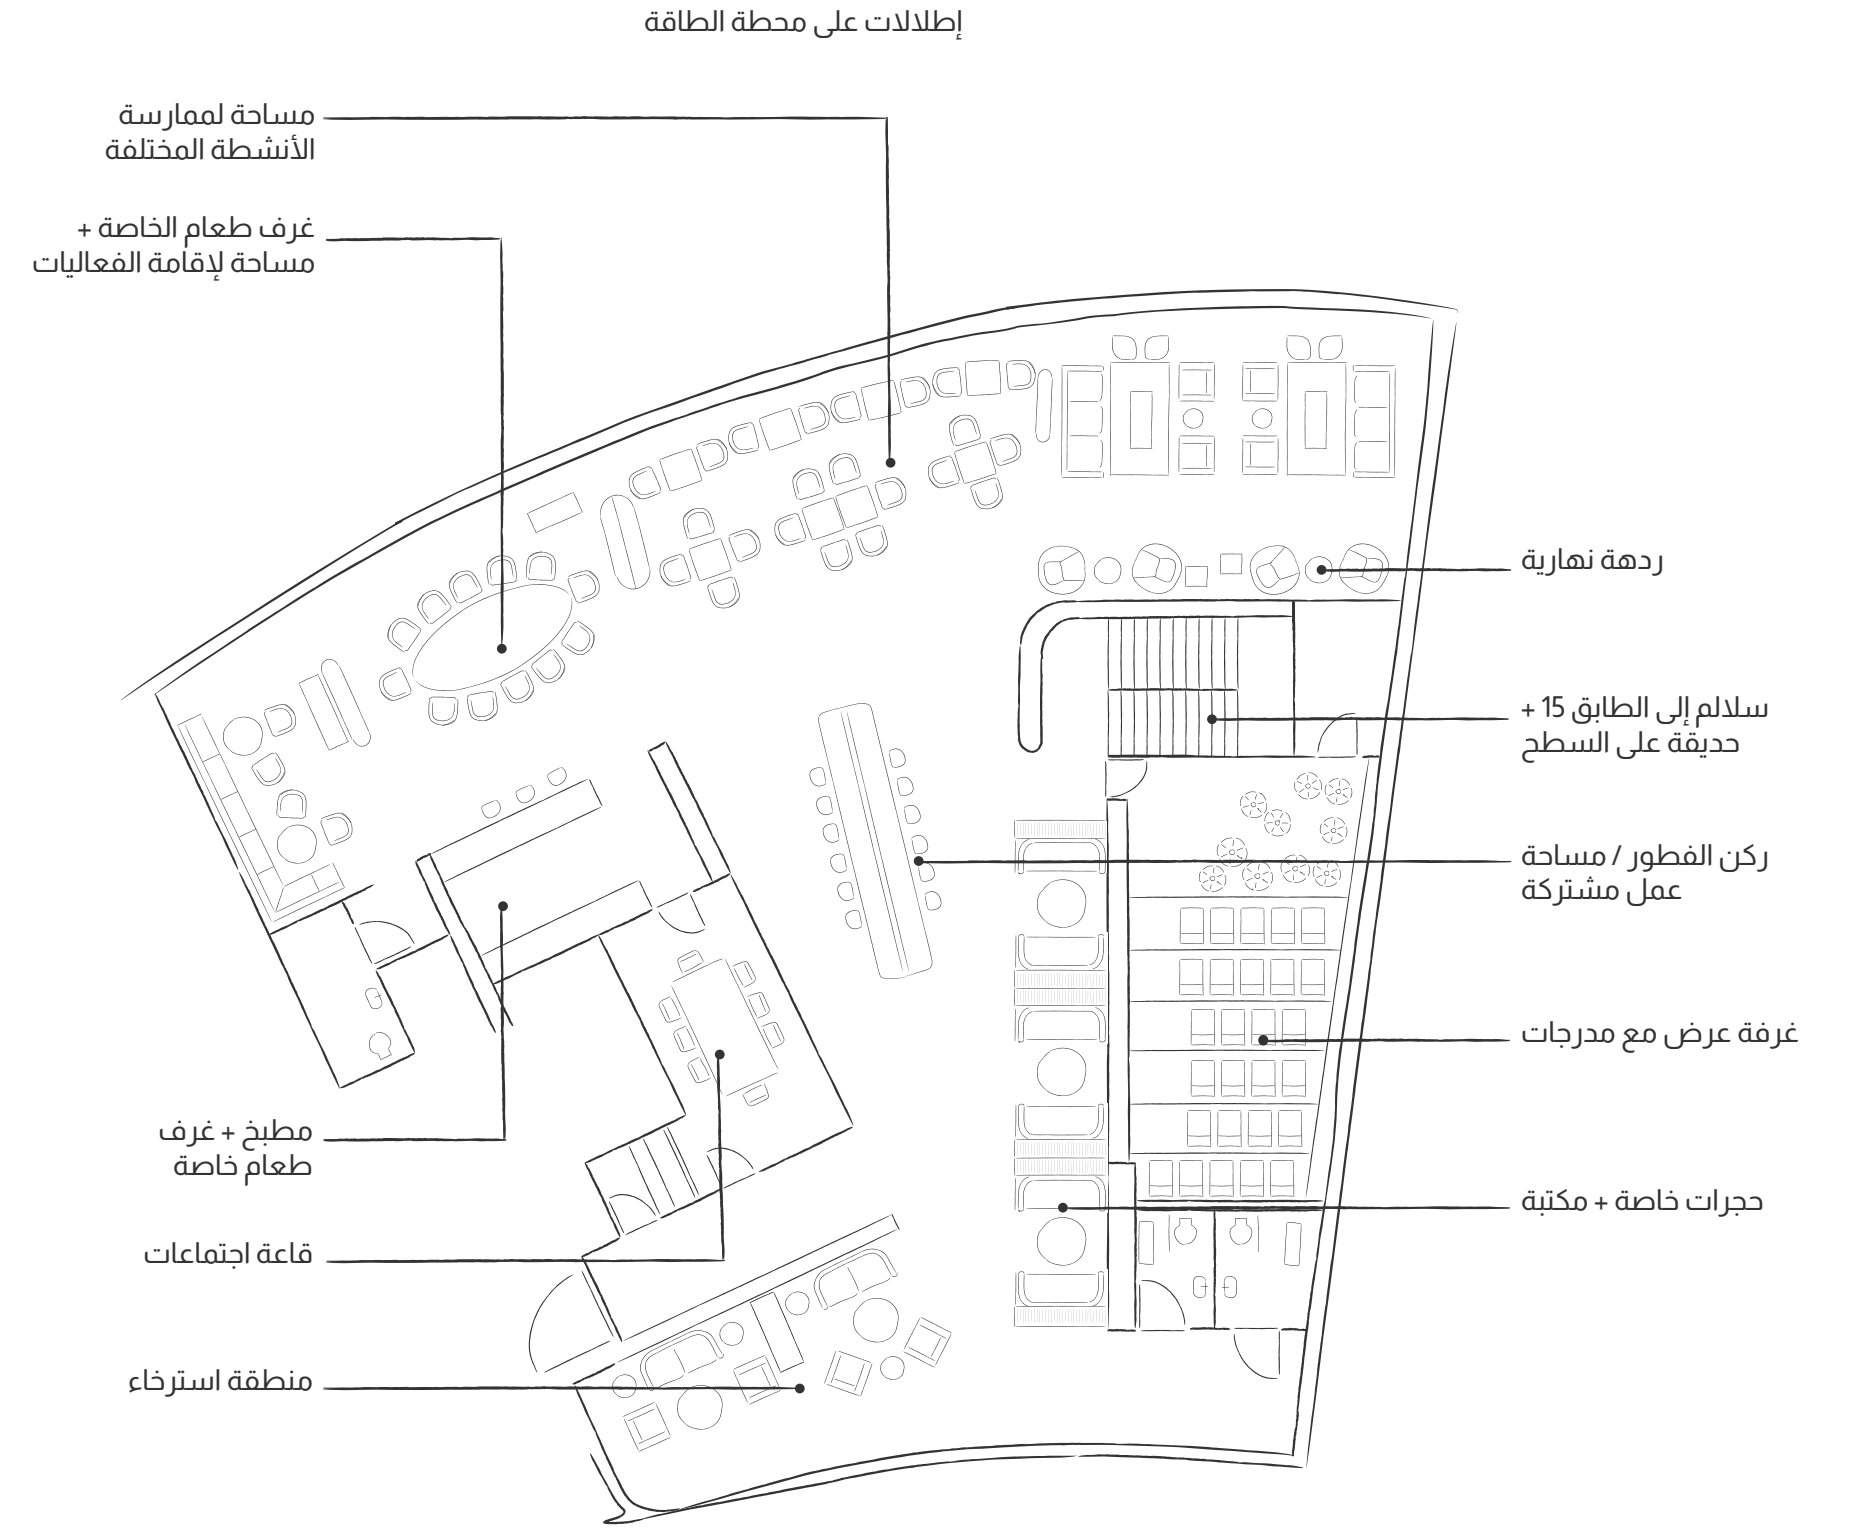 إطلالات على محطة الطاقة
مساحة لممارسة
الأنشطة المختلفة
غرف طعام الخاصة +
مساحة لإقامة الفعاليات
ردهة نهارية
سلالم إلى الطابق 15 +
حديقة على السطح
ركن الفطور / مساحة
عمل مشتركة
غرفة عرض مع مدرجات
مطبخ + غرف
طعام خاصة
حجرات خاصة + مكتبة
قاعة اجتماعات
منطقة استرخاء